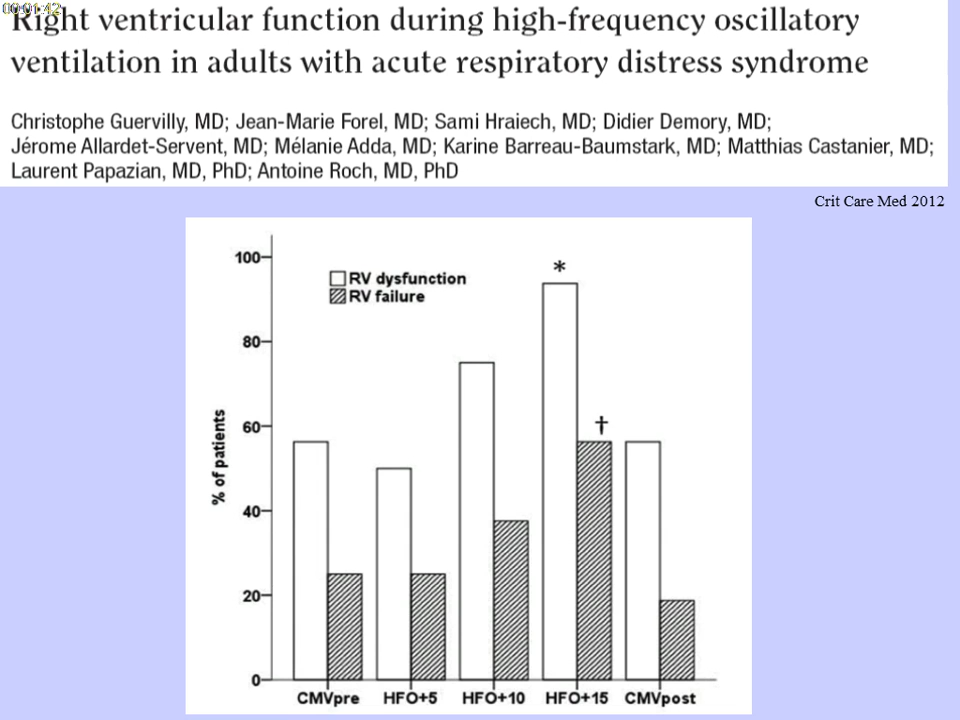 00:01:42
Right ventricular function during high-frequency oscillatory
ventilation in adults with acute respiratory distress syndrome
Christophe Guervilly, MD; Jean-Marie Forel, MD; Sami Hraiech, MD; Didier Demory, MD;
Jérome Allardet-Servent, MD; Mélanie Adda, MD; Karine Barreau-Baumstark, MD; Matthias Castanier, MD;
Laurent Papazian, MD, PhD; Antoine Roch, MD, PhD
Crit Care Med 2012
RV dysfunction
RV failure
% of patients
100
80
60
40
20
0
*
†
CMVpre HFO+5 HFO+10 HFO+15 CMVpost